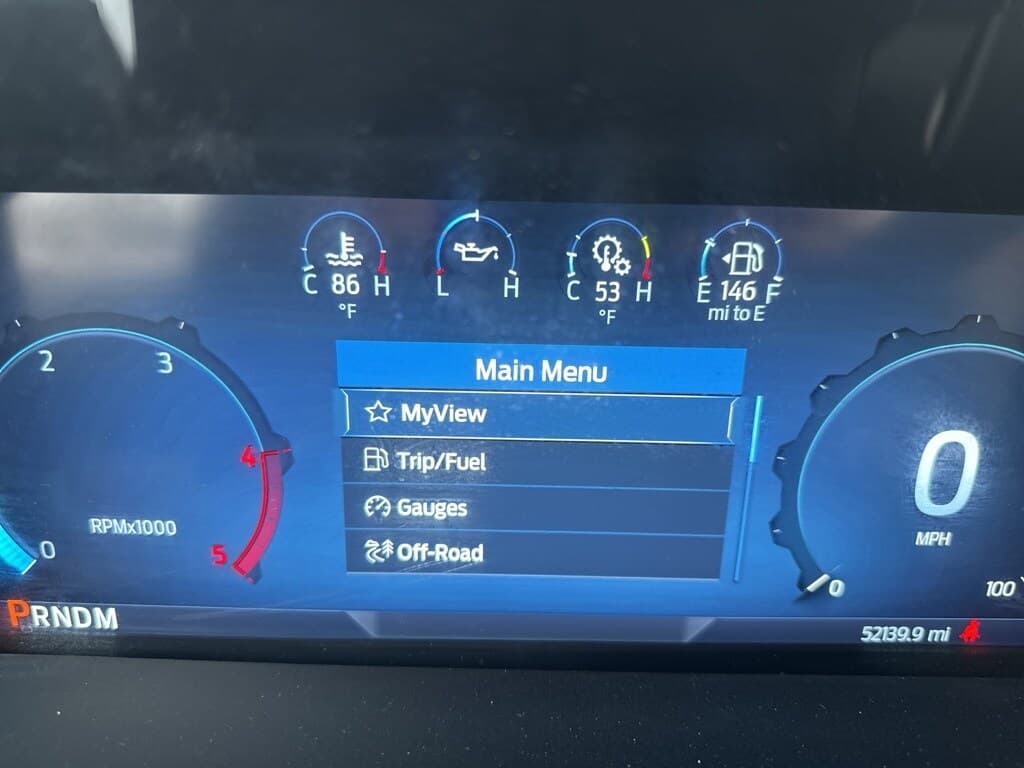 C 86 H
°F
L H
C 53 H
°F
E 146 F
mi to E
2 3
4
5
0
RPMx1000
Main Menu
MyView
Trip/Fuel
Gauges
Off-Road
0
MPH
0
100
PRNDM
52139.9 mi